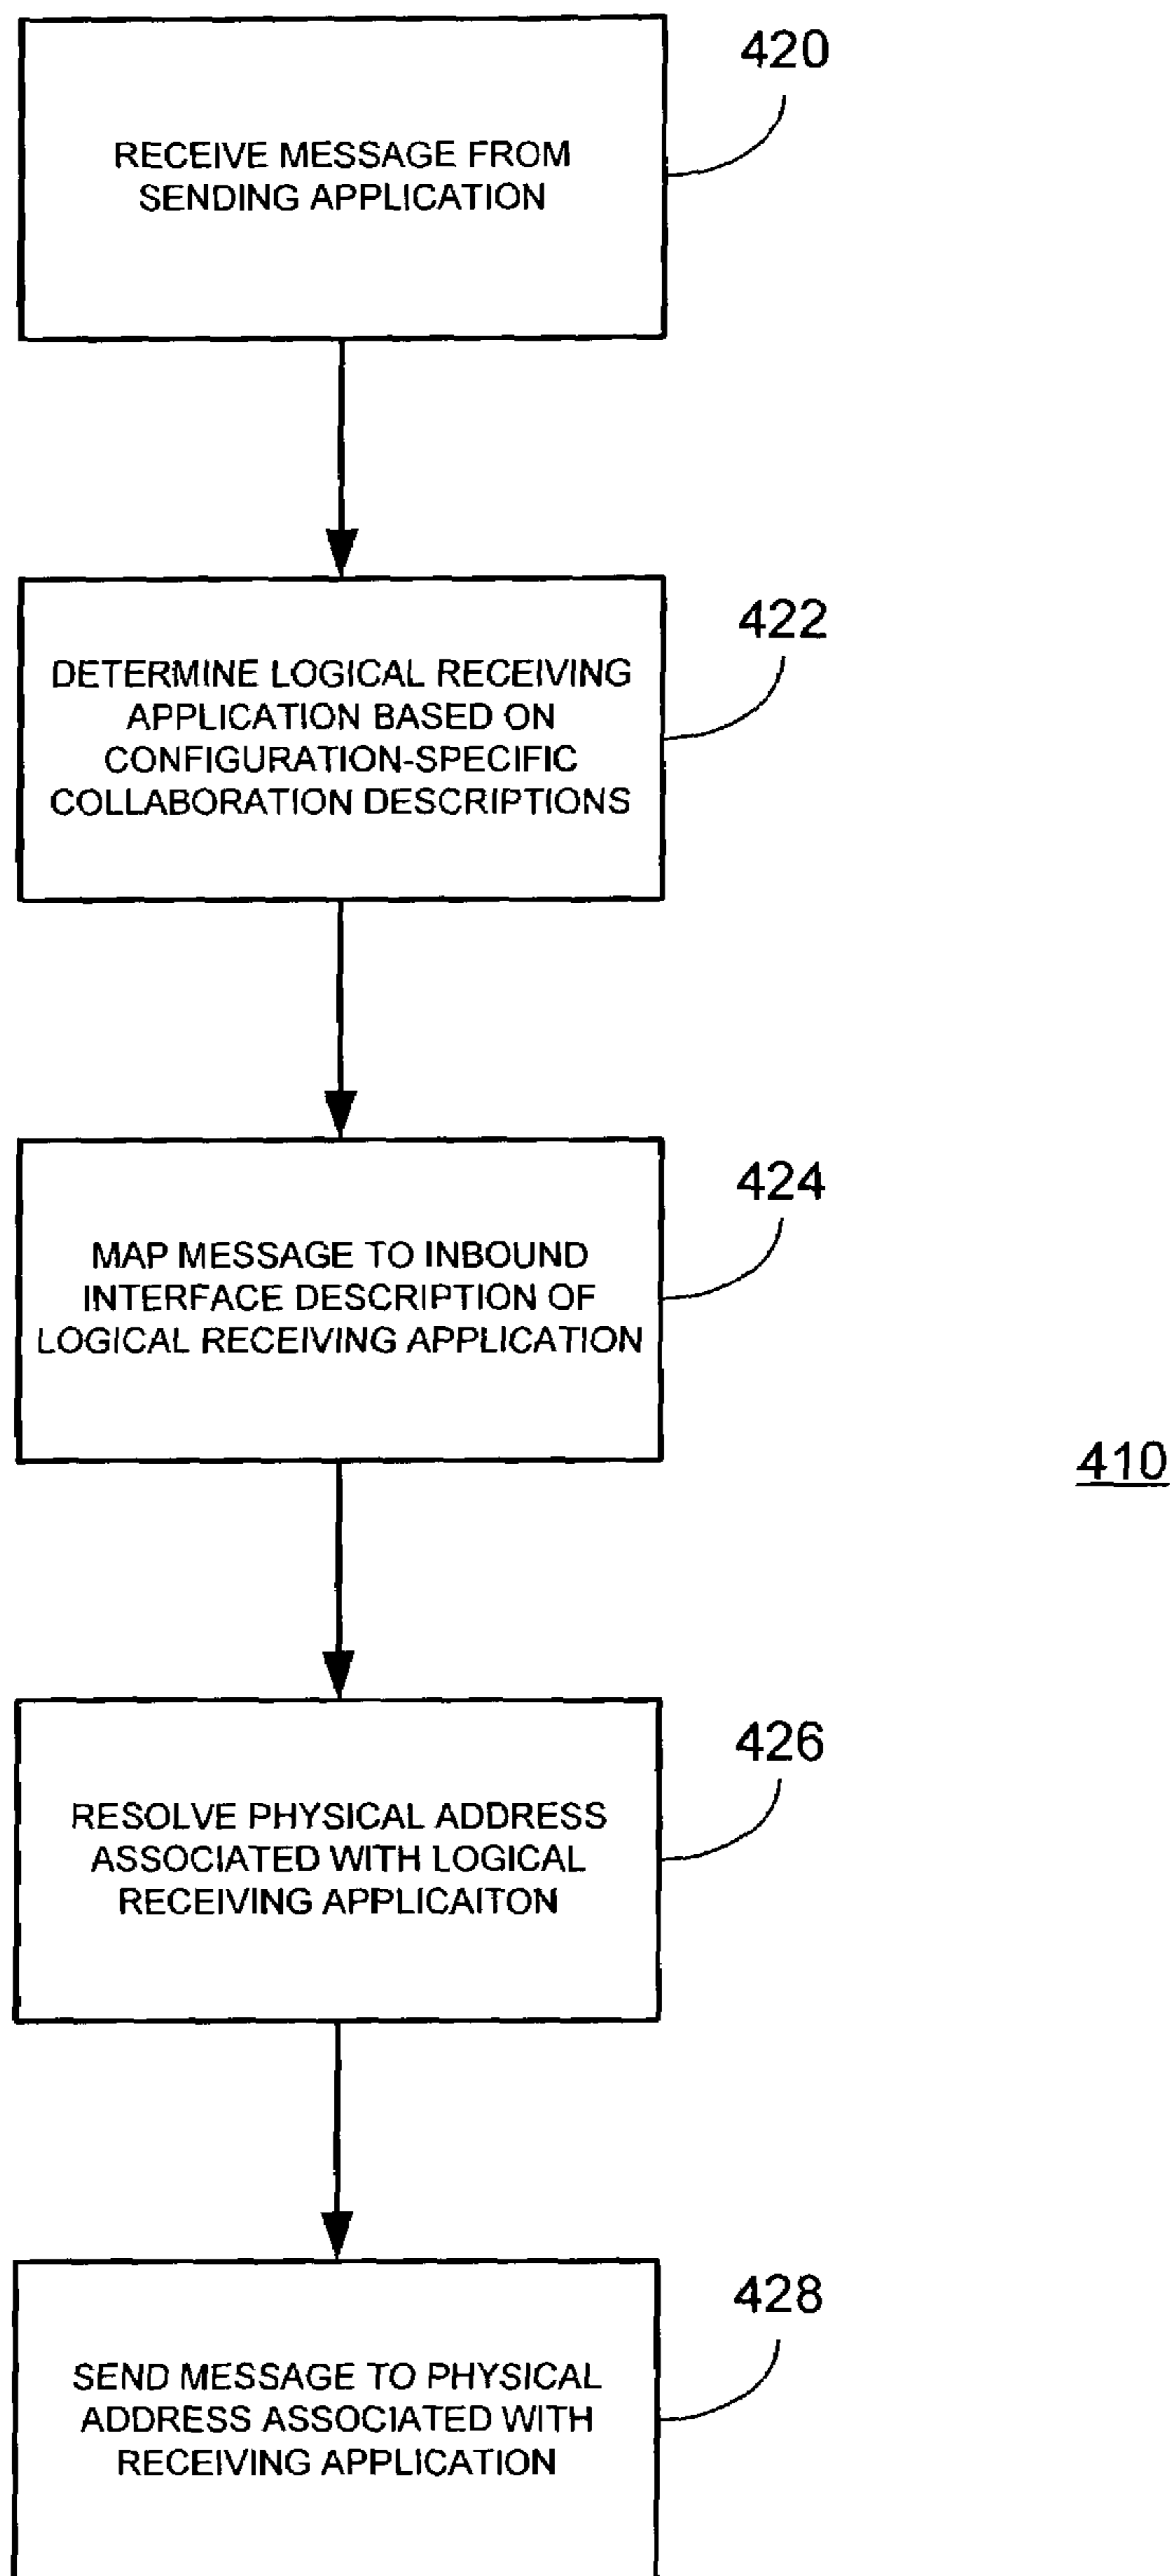 420
RECEIVE MESSAGE FROM
SENDING APPLICATION
422
DETERMINE LOGICAL RECEIVING
APPLICATION BASED ON
CONFIGURATION-SPECIFIC
COLLABORATION DESCRIPTIONS
424
MAP MESSAGE TO INBOUND
INTERFACE DESCRIPTION OF
LOGICAL RECEIVING APPLICATION
410
426
RESOLVE PHYSICAL ADDRESS
ASSOCIATED WITH LOGICAL
RECEIVING APPLICAITON
428
SEND MESSAGE TO PHYSICAL
ADDRESS ASSOCIATED WITH
RECEIVING APPLICATION